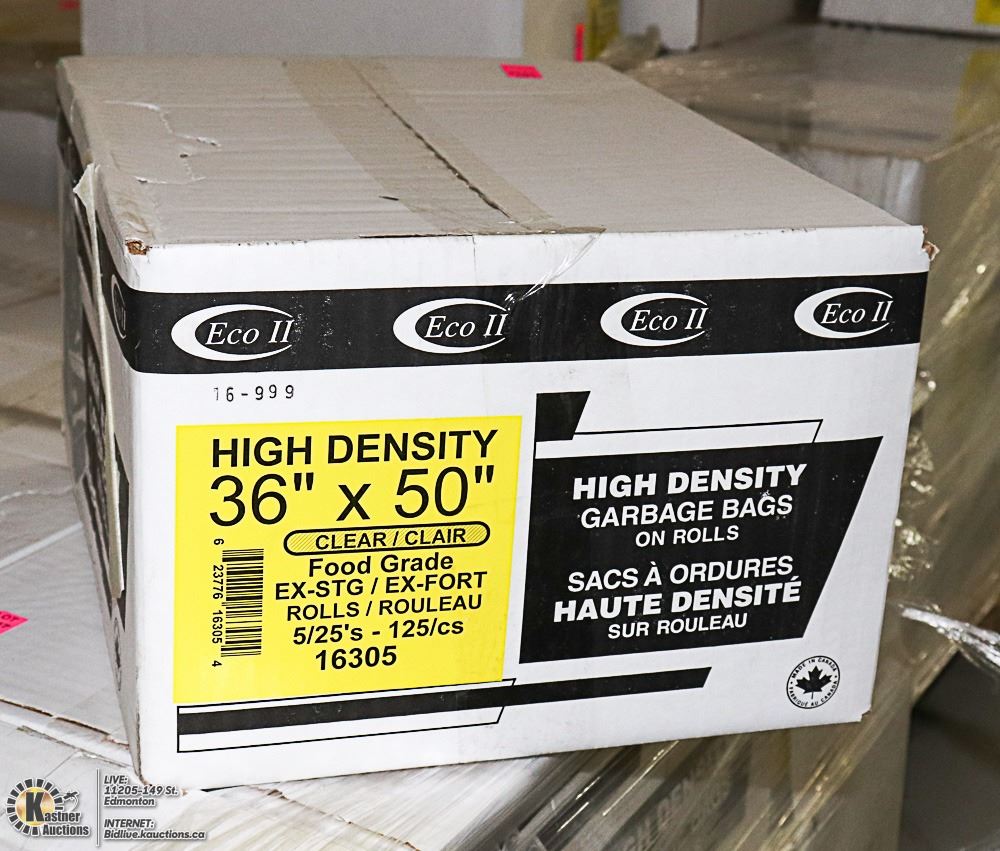 Eco II Eco II Eco II Eco II
16-999
HIGH DENSITY
36" x 50"
CLEAR / CLAIR
Food Grade
EX-STG / EX-FORT
ROLLS / ROULEAU
5/25's - 125/cs
16305
6 23776 16305 4
HIGH DENSITY
GARBAGE BAGS
ON ROLLS
SACS À ORDURES
HAUTE DENSITÉ
SUR ROULEAU
MADE IN CANADA
FABRIQUÉ AU CANADA
Kastner
Auctions
LIVE:
11205-149 St.
Edmonton
INTERNET:
Bidlive.kauctions.ca